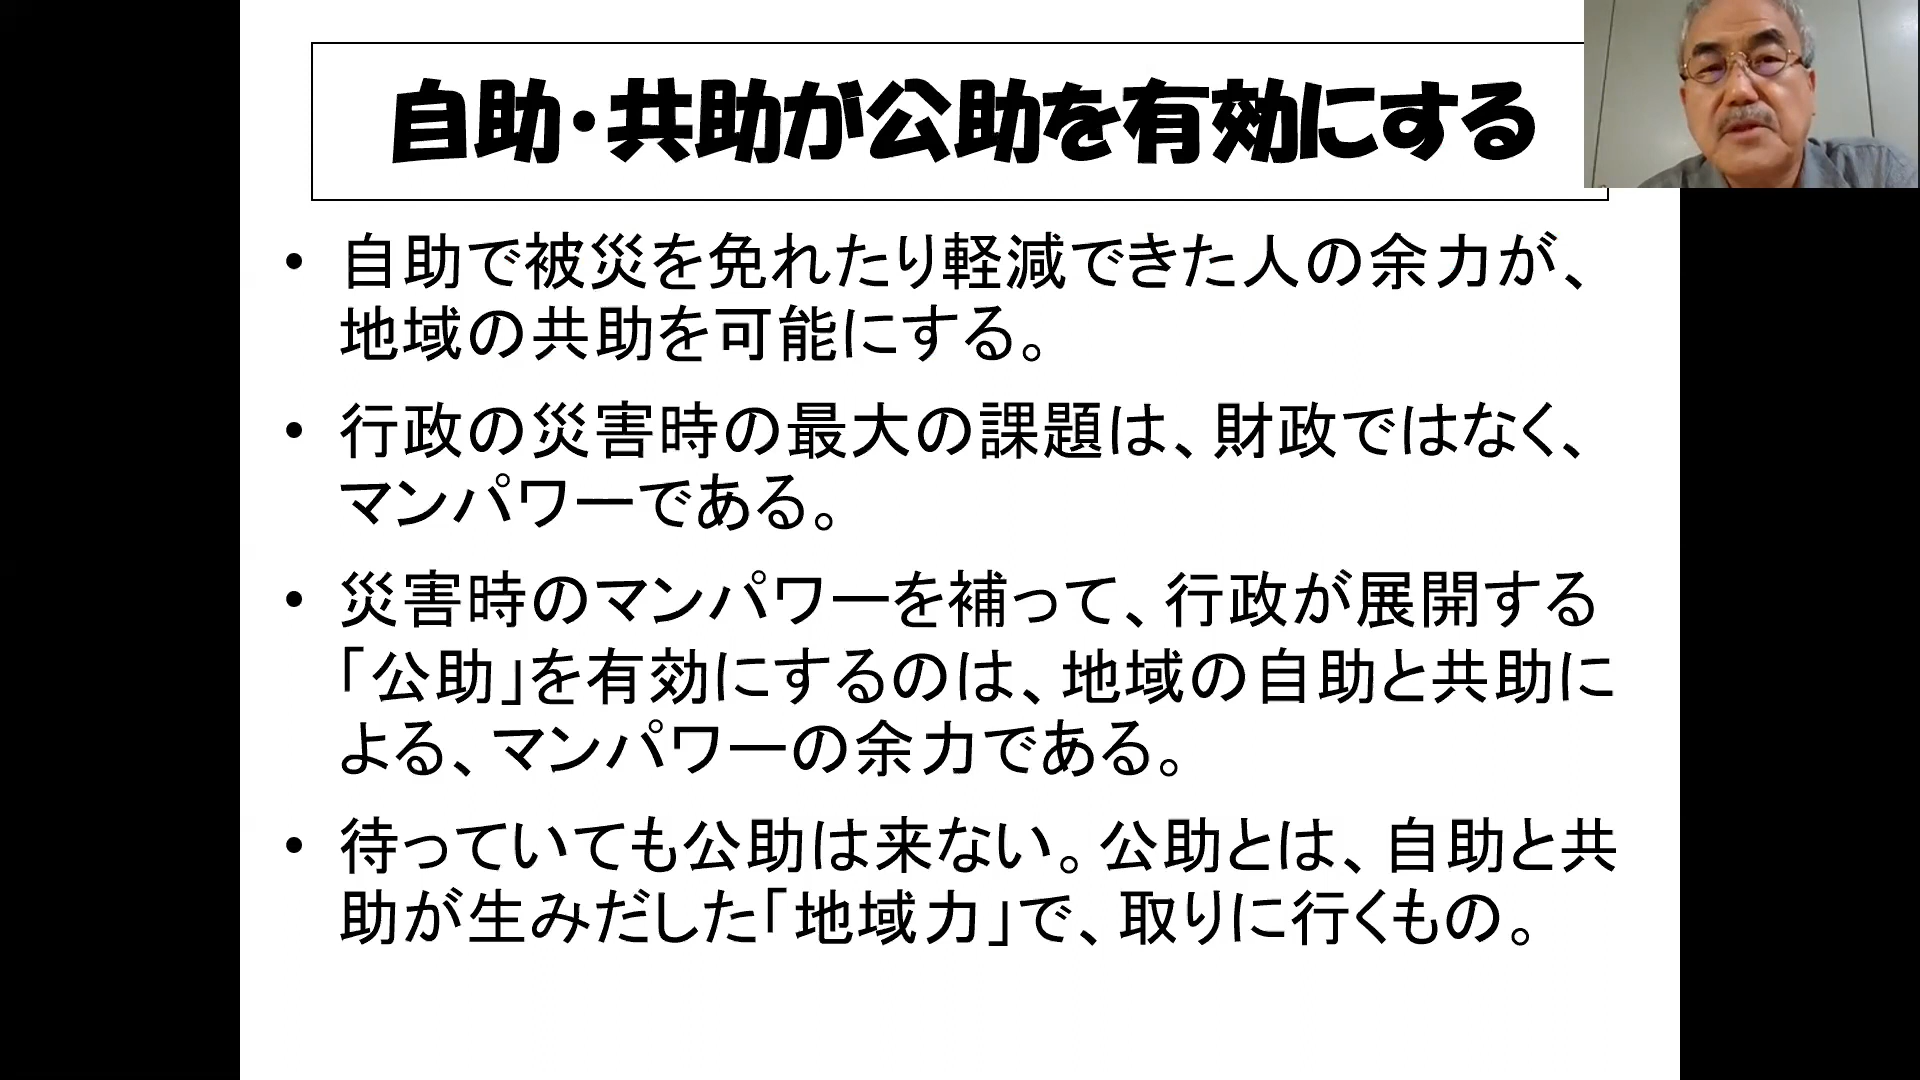 自助・共助が公助を有効にする
• 自助で被災を免れたり軽減できた人の余力が、
地域の共助を可能にする。
• 行政の災害時の最大の課題は、財政ではなく、
マンパワーである。
• 災害時のマンパワーを補って、行政が展開する
「公助」を有効にするのは、地域の自助と共助に
よる、マンパワーの余力である。
• 待っていても公助は来ない。公助とは、自助と共
助が生みだした「地域力」で、取りに行くもの。